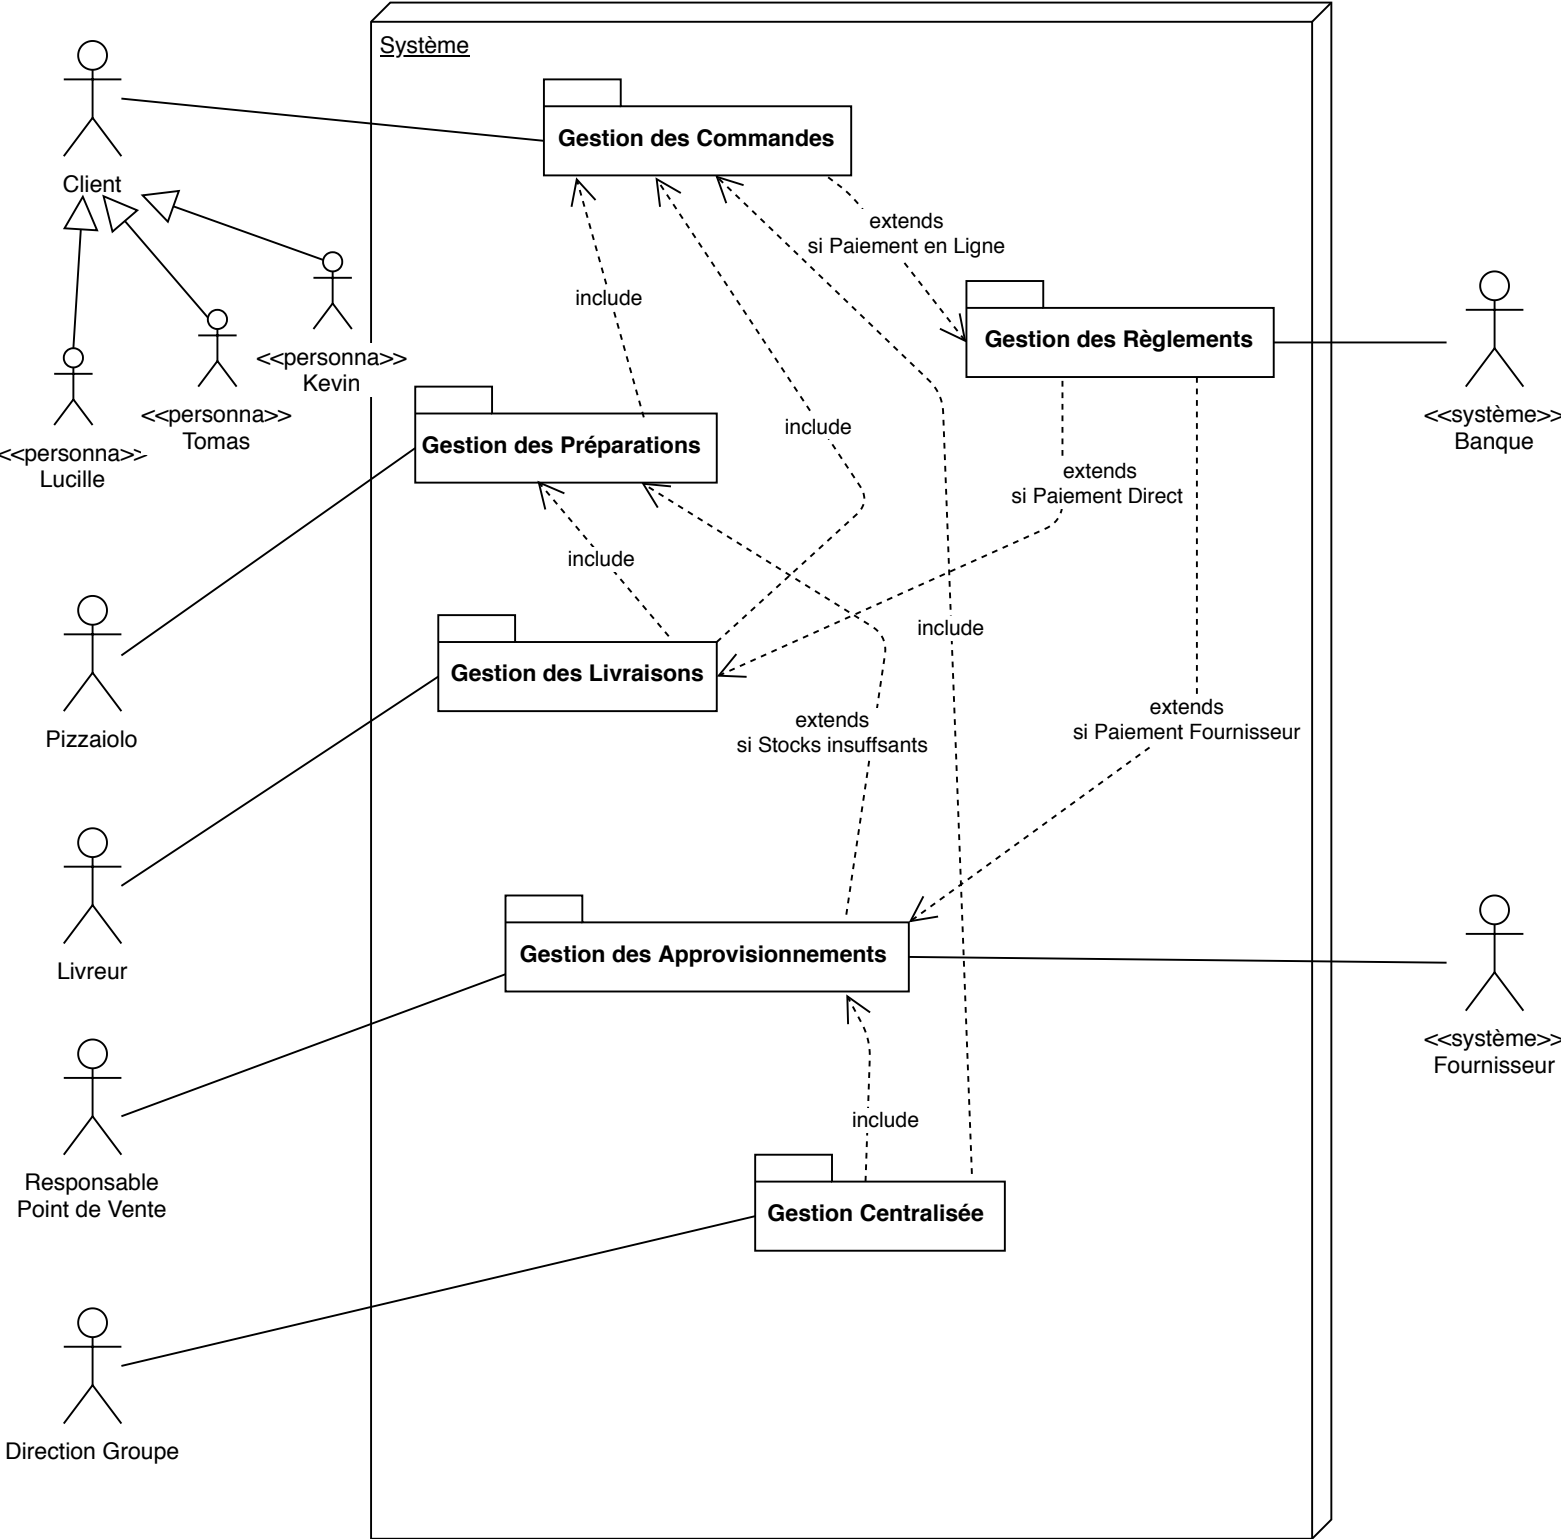 Système
Gestion des Commandes
Client
extends
si Paiement en Ligne
include
Gestion des Règlements
<<personna>>
Kevin
<<personna>>
Tomas
<<personna>>
Lucille
<<système>>
Banque
include
Gestion des Préparations
extends
si Paiement Direct
include
include
Gestion des Livraisons
Pizzaiolo
extends
si Stocks insuffsants
extends
si Paiement Fournisseur
Gestion des Approvisionnements
Livreur
<<système>>
Fournisseur
include
Responsable
Point de Vente
Gestion Centralisée
Direction Groupe